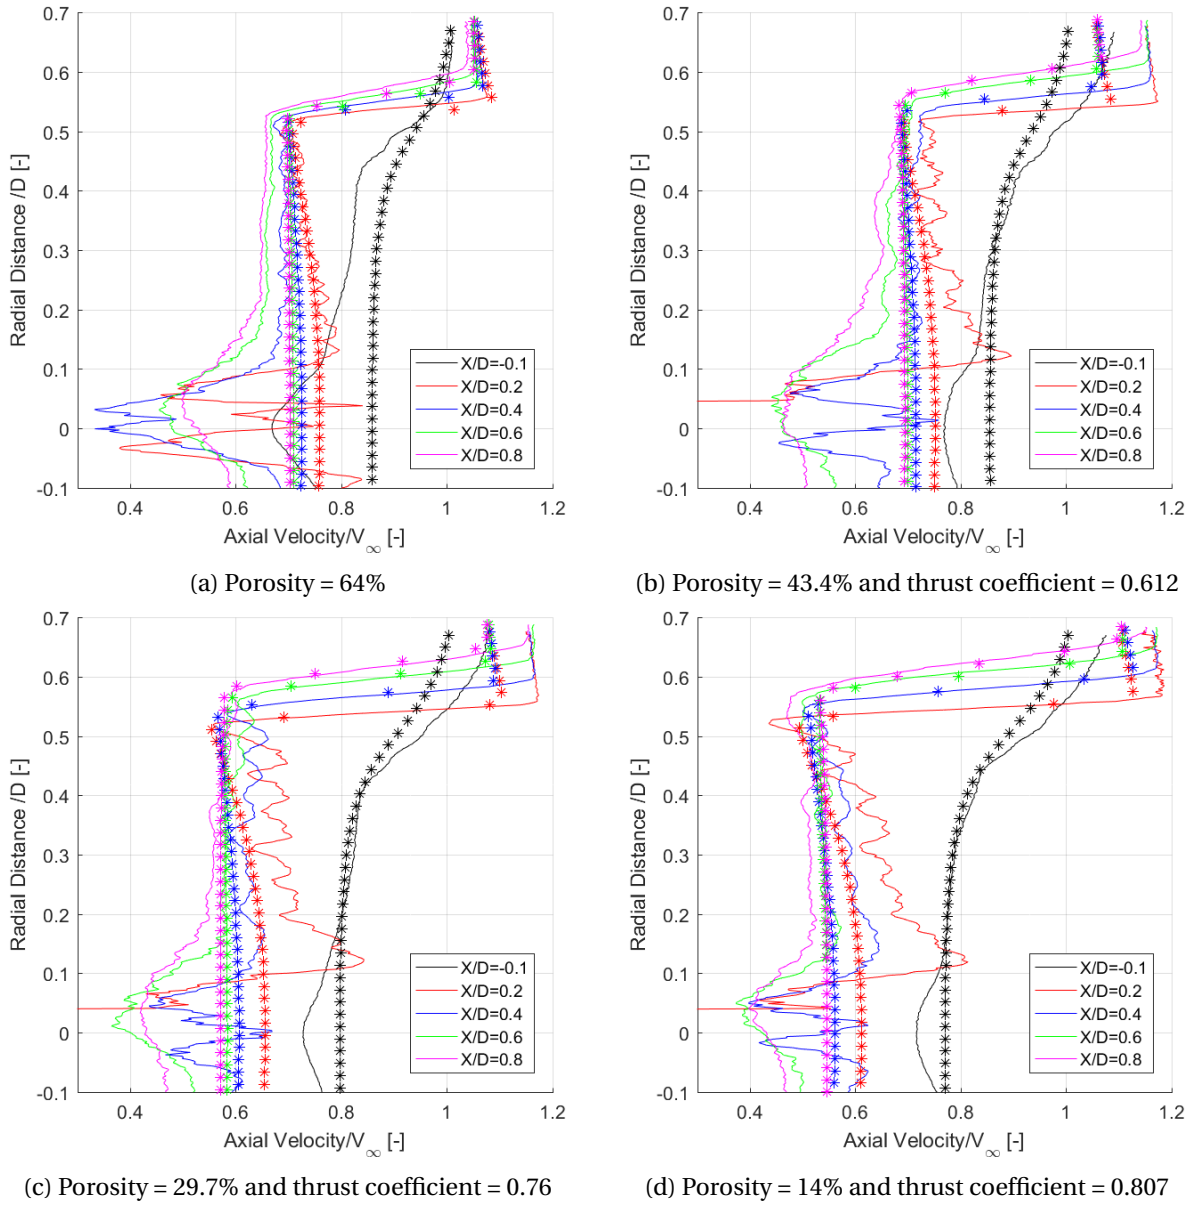 0.7
0.6
0.5
0.4
0.3
0.2
0.1
0
-0.1
Radial Distance /D [-]
X/D=-0.1
X/D=0.2
X/D=0.4
X/D=0.6
X/D=0.8
0.4 0.6 0.8 1 1.2
Axial Velocity/V∞ [-]
(a) Porosity = 64%
0.7
0.6
0.5
0.4
0.3
0.2
0.1
0
-0.1
Radial Distance /D [-]
X/D=-0.1
X/D=0.2
X/D=0.4
X/D=0.6
X/D=0.8
0.4 0.6 0.8 1 1.2
Axial Velocity/V∞ [-]
(b) Porosity = 43.4% and thrust coefficient = 0.612
0.7
0.6
0.5
0.4
0.3
0.2
0.1
0
-0.1
Radial Distance /D [-]
X/D=-0.1
X/D=0.2
X/D=0.4
X/D=0.6
X/D=0.8
0.4 0.6 0.8 1 1.2
Axial Velocity/V∞ [-]
(c) Porosity = 29.7% and thrust coefficient = 0.76
0.7
0.6
0.5
0.4
0.3
0.2
0.1
0
-0.1
Radial Distance /D [-]
X/D=-0.1
X/D=0.2
X/D=0.4
X/D=0.6
X/D=0.8
0.4 0.6 0.8 1 1.2
Axial Velocity/V∞ [-]
(d) Porosity = 14% and thrust coefficient = 0.807